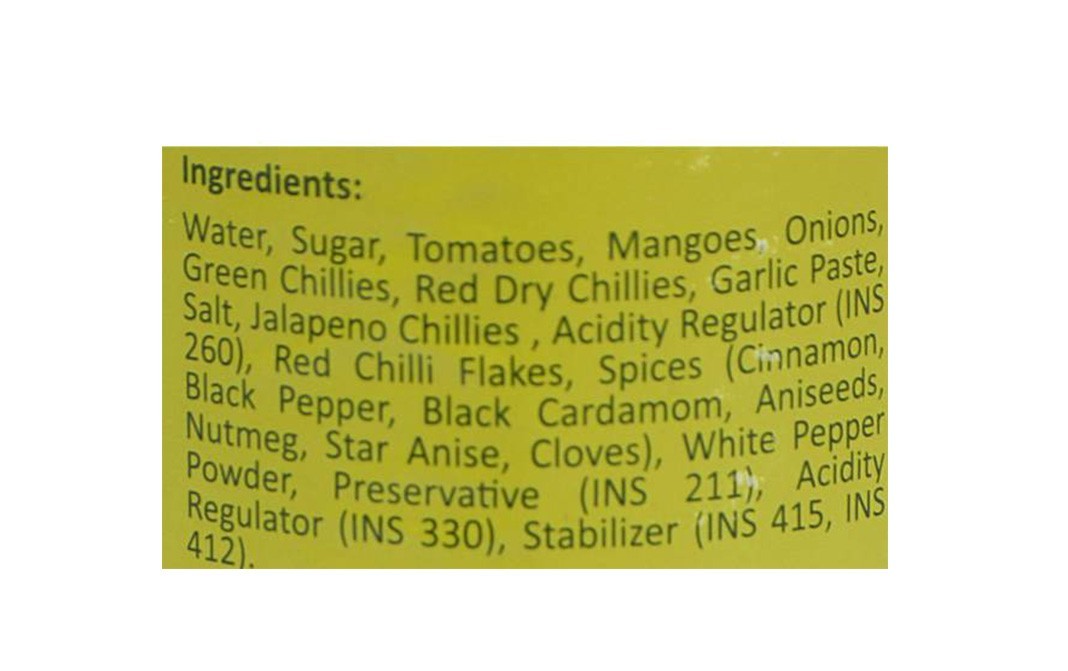 Ingredients:
Water, Sugar, Tomatoes, Mangoes, Onions,
Green Chillies, Red Dry Chillies, Garlic Paste,
Salt, Jalapeno Chillies , Acidity Regulator (INS
260), Red Chilli Flakes, Spices (Cinnamon,
Black Pepper, Black Cardamom, Aniseeds,
Nutmeg, Star Anise, Cloves), White Pepper
Powder, Preservative (INS 211), Acidity
Regulator (INS 330), Stabilizer (INS 415, INS
412).